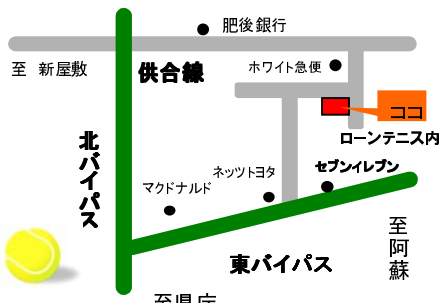 肥後銀行
至 新屋敷
供合線
ホワイト急便
ココ
ローンテニス内
北バイパス
セブンイレブン
ネッツトヨタ
マクドナルド
至阿蘇
東バイパス
至県庁